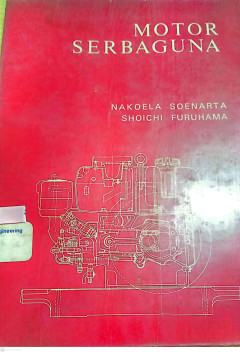 MOTOR
SERBAGUNA
NAKOELA SOENARTA
SHOICHI FURUHAMA